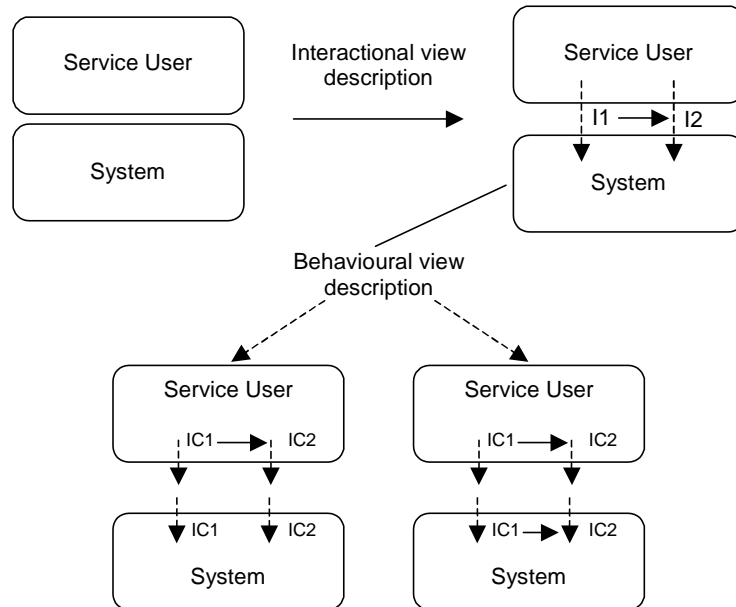 Service User
System
Interactional view
description
Service User
I1
I2
System
Behavioural view
description
Service User
IC1
IC2
IC1
IC2
System
Service User
IC1
IC2
IC1
IC2
System